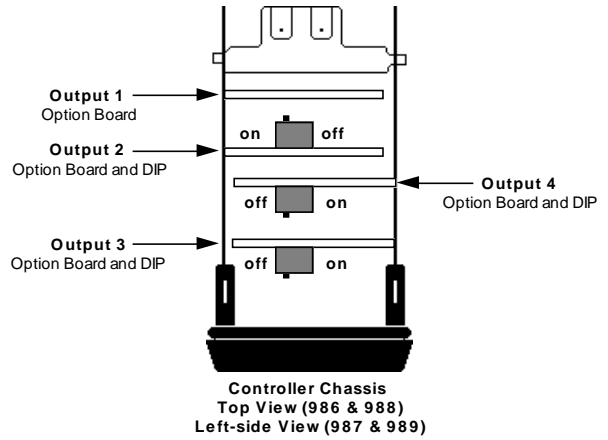 Output 1
Option Board
on off
Output 2
Option Board and DIP
off on
Output 4
Option Board and DIP
Output 3
Option Board and DIP
off on
Controller Chassis
Top View (986 & 988)
Left-side View (987 & 989)